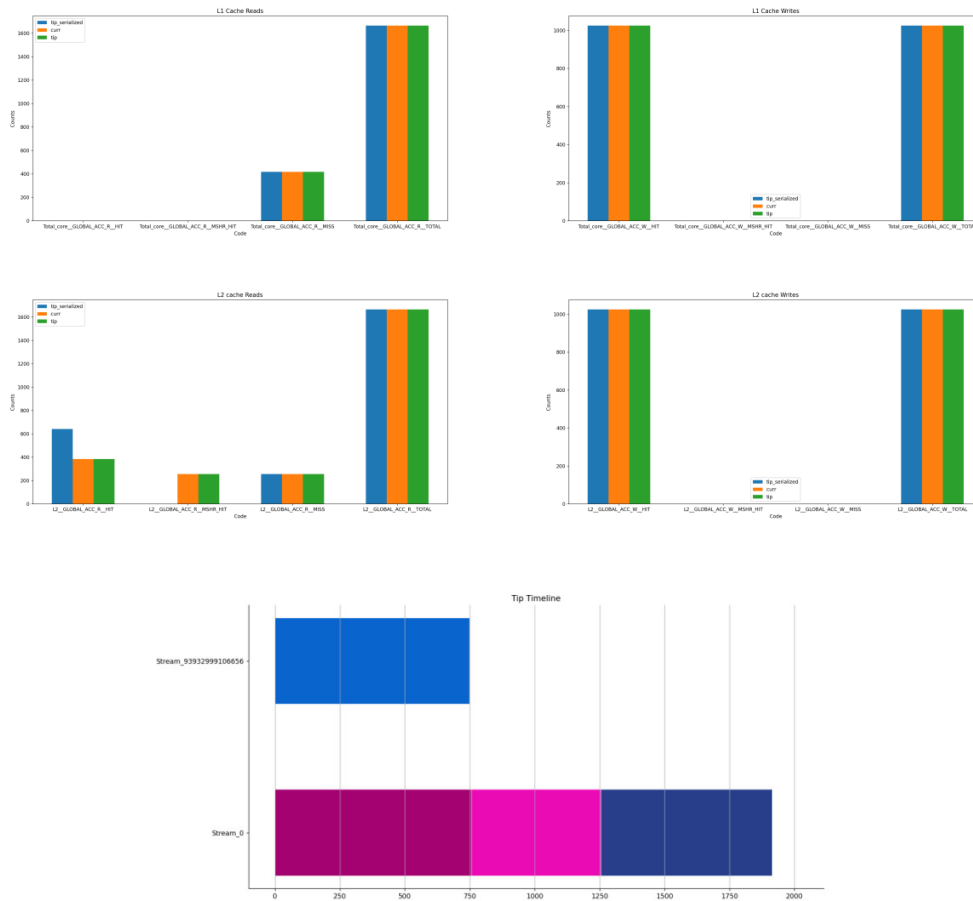 L1 Cache Reads
tip_serialized
curr
tip
1600
1400
1200
1000
800
600
400
200
0
Counts
Total_core__GLOBAL_ACC_R__HIT Total_core__GLOBAL_ACC_R__MSHR_HIT Total_core__GLOBAL_ACC_R__MISS Total_core__GLOBAL_ACC_R__TOTAL
Code
L1 Cache Writes
1000
800
600
400
200
0
Counts
tip_serialized
curr
tip
Total_core__GLOBAL_ACC_W__HIT Total_core__GLOBAL_ACC_W__MSHR_HIT Total_core__GLOBAL_ACC_W__MISS Total_core__GLOBAL_ACC_W__TOTAL
Code
L2 cache Reads
tip_serialized
curr
tip
1600
1400
1200
1000
800
600
400
200
0
Counts
L2__GLOBAL_ACC_R__HIT L2__GLOBAL_ACC_R__MSHR_HIT L2__GLOBAL_ACC_R__MISS L2__GLOBAL_ACC_R__TOTAL
Code
L2 cache Writes
1000
800
600
400
200
0
Counts
tip_serialized
curr
tip
L2__GLOBAL_ACC_W__HIT L2__GLOBAL_ACC_W__MSHR_HIT L2__GLOBAL_ACC_W__MISS L2__GLOBAL_ACC_W__TOTAL
Code
Tip Timeline
Stream_93932999106656
Stream_0
0 250 500 750 1000 1250 1500 1750 2000